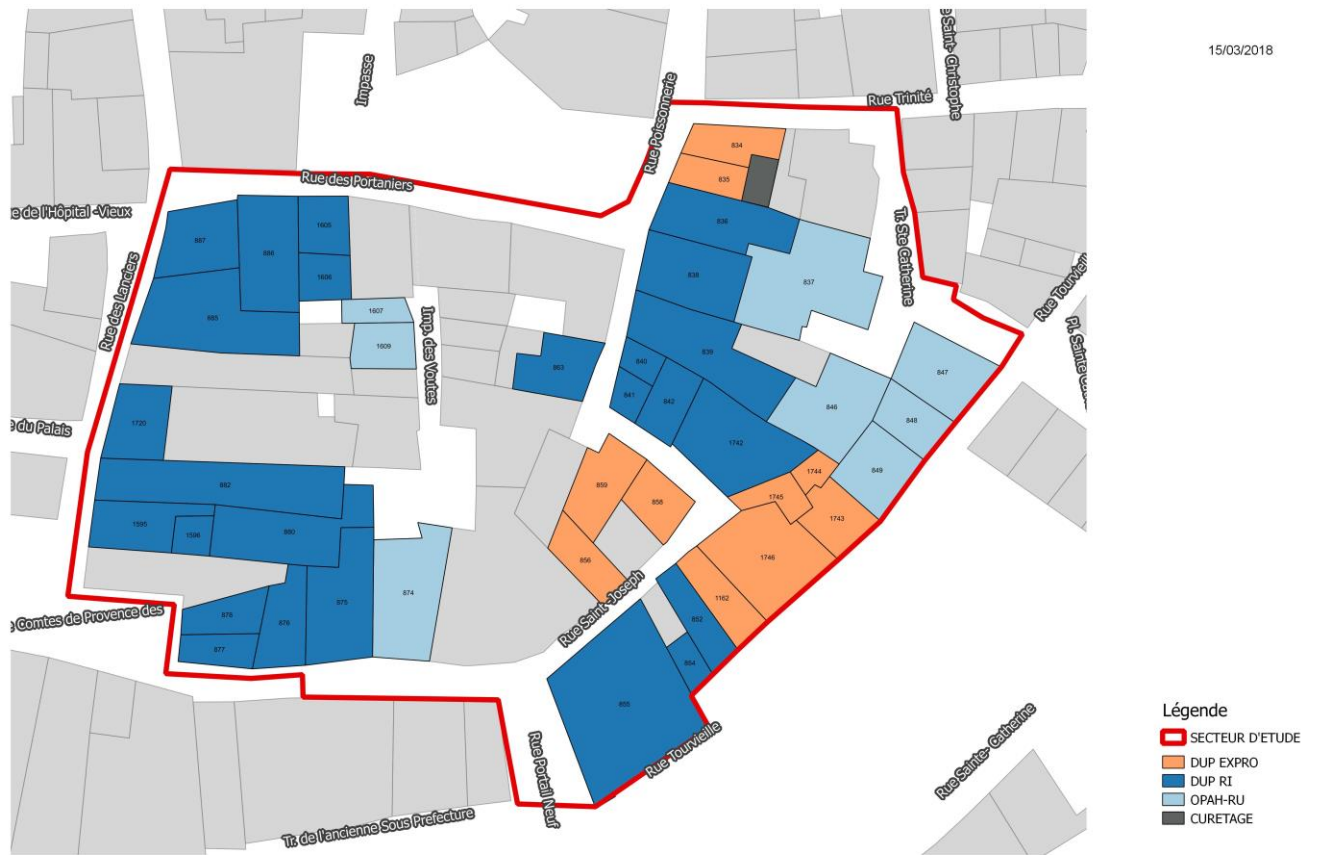 15/03/2018
e Saint- Christophe
Impasse
Rue Poissonnerie
Rue Trinité
834
835
Rue des Portaniers
e de l'Hôpital -Vieux
887
886
1605
1606
836
838
837
Tr. Ste Catherine
Rue Tourvieille
Pl. Sainte
Rue des Lanciers
885
1607
1609
Imp. des Voutes
863
839
840
841
842
847
846
848
849
e du Palais
1720
1742
1744
1745
1743
882
859
858
1595
1596
880
856
1746
874
875
1162
Rue Saint-Joseph
e Comtes de Provence des
878
876
877
852
854
855
Rue Tourvieille
Rue Portail Neuf
Tr. de l'ancienne Sous Prefecture
Rue Sainte- Catherine
Légende
SECTEUR D'ETUDE
DUP EXPRO
DUP RI
OPAH-RU
CURETAGE